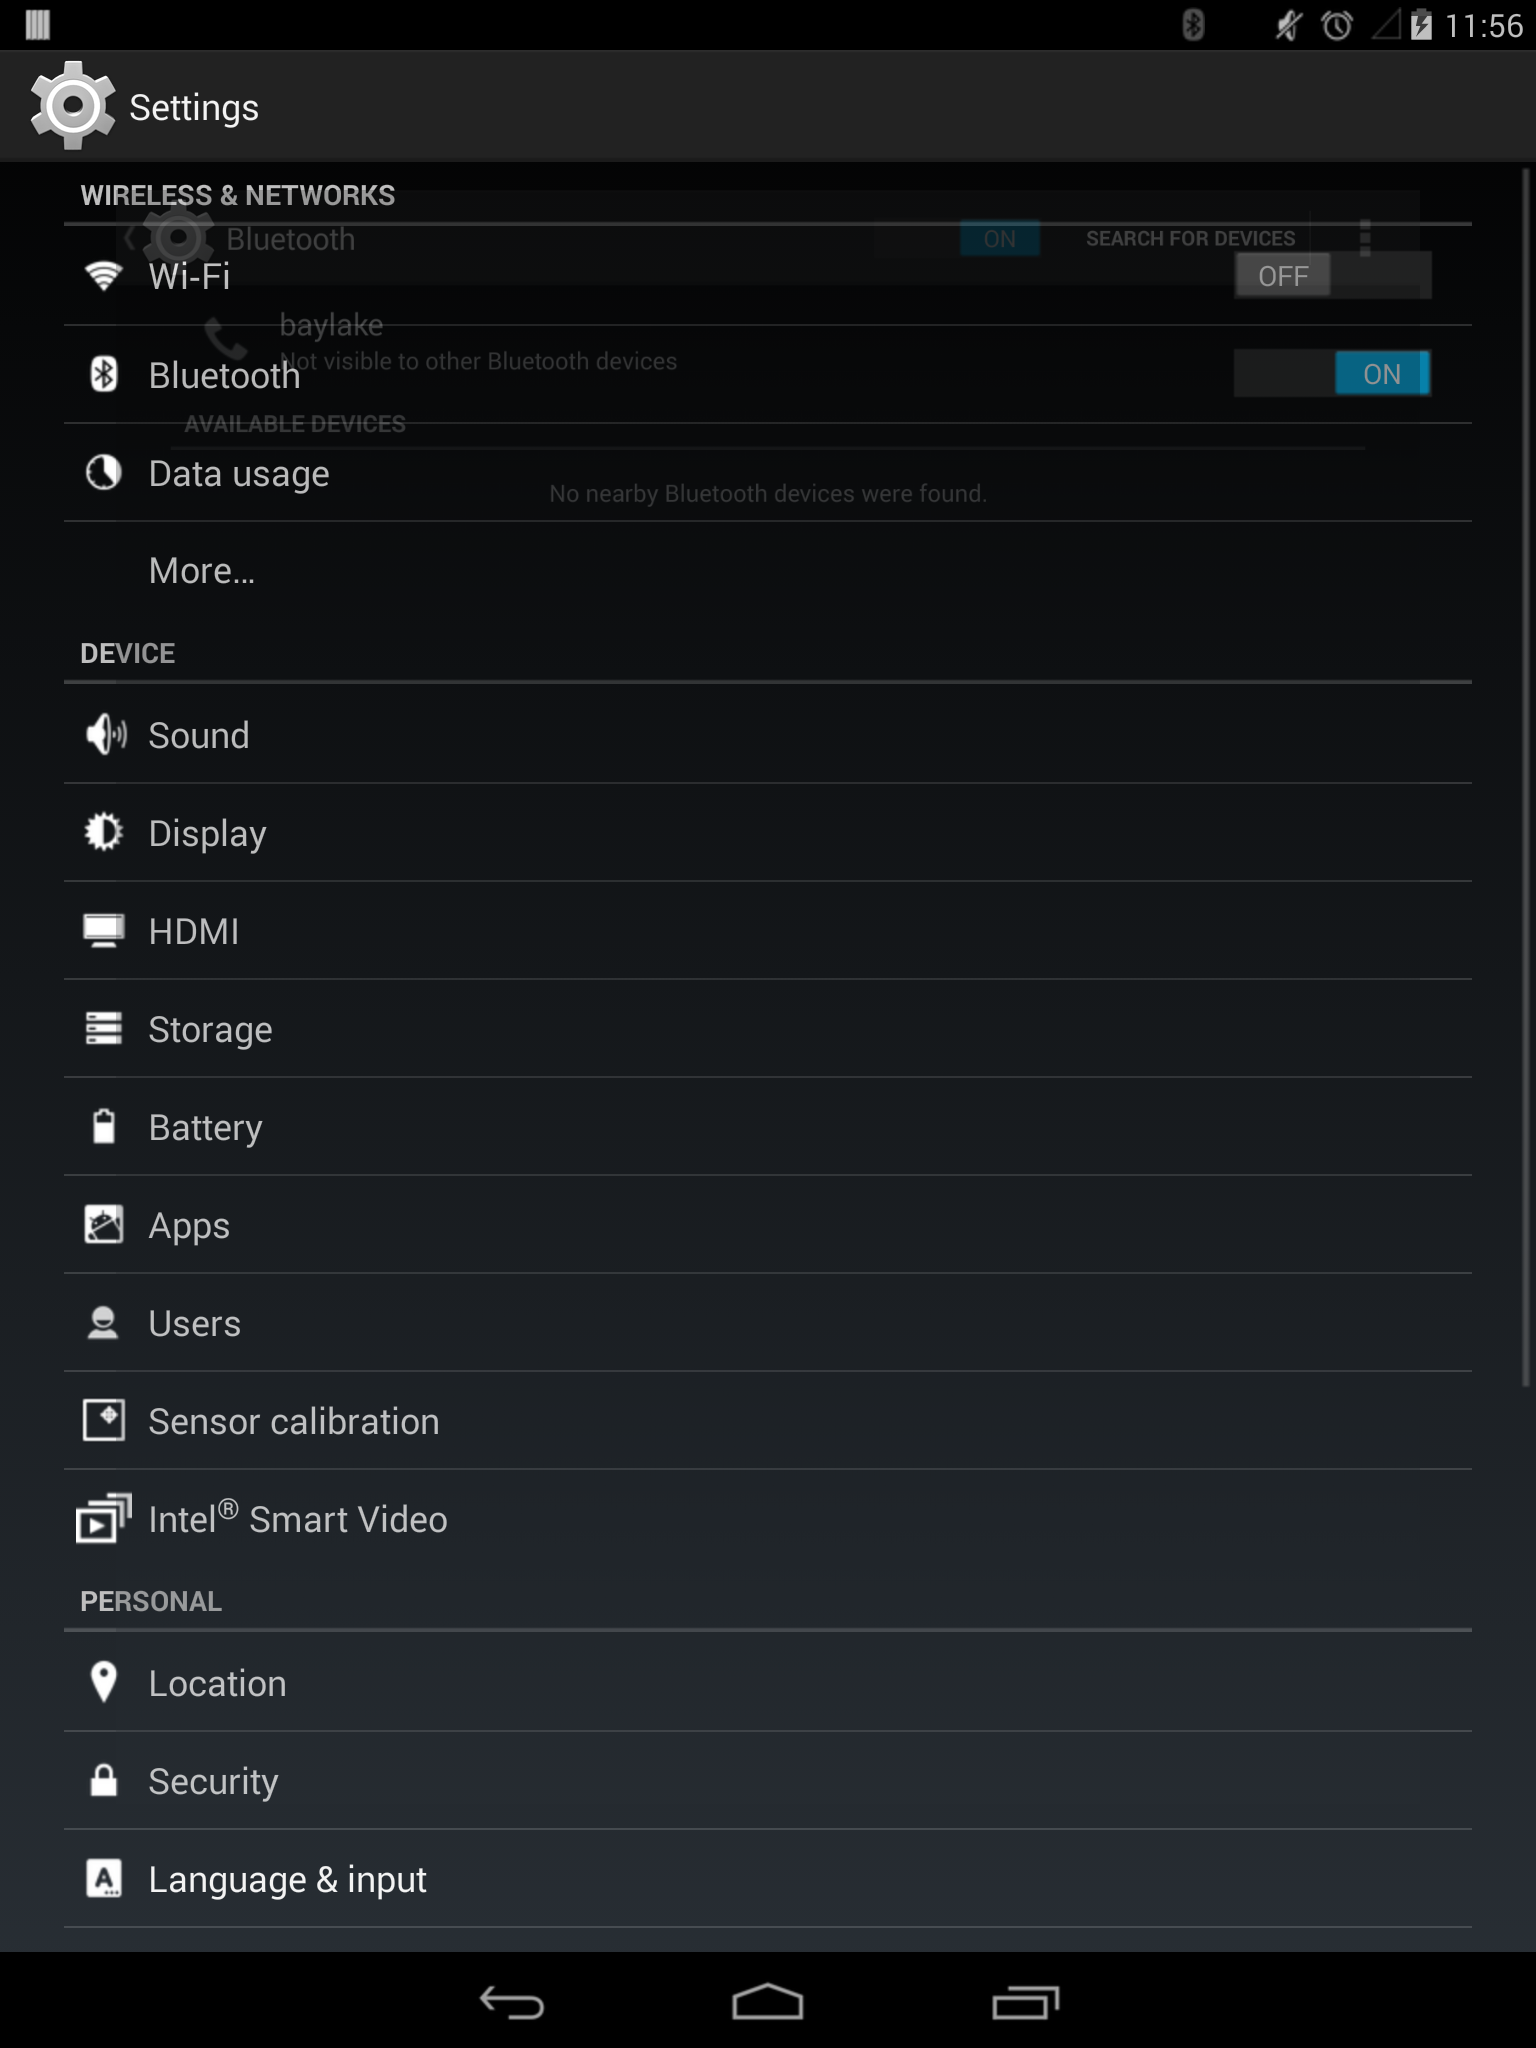 11:56
Settings
WIRELESS & NETWORKS
Bluetooth
ON
SEARCH FOR DEVICES
Wi-Fi
OFF
baylake
Not visible to other Bluetooth devices
Bluetooth
ON
AVAILABLE DEVICES
Data usage
No nearby Bluetooth devices were found.
More...
DEVICE
Sound
Display
HDMI
Storage
Battery
Apps
Users
Sensor calibration
Intel® Smart Video
PERSONAL
Location
Security
Language & input